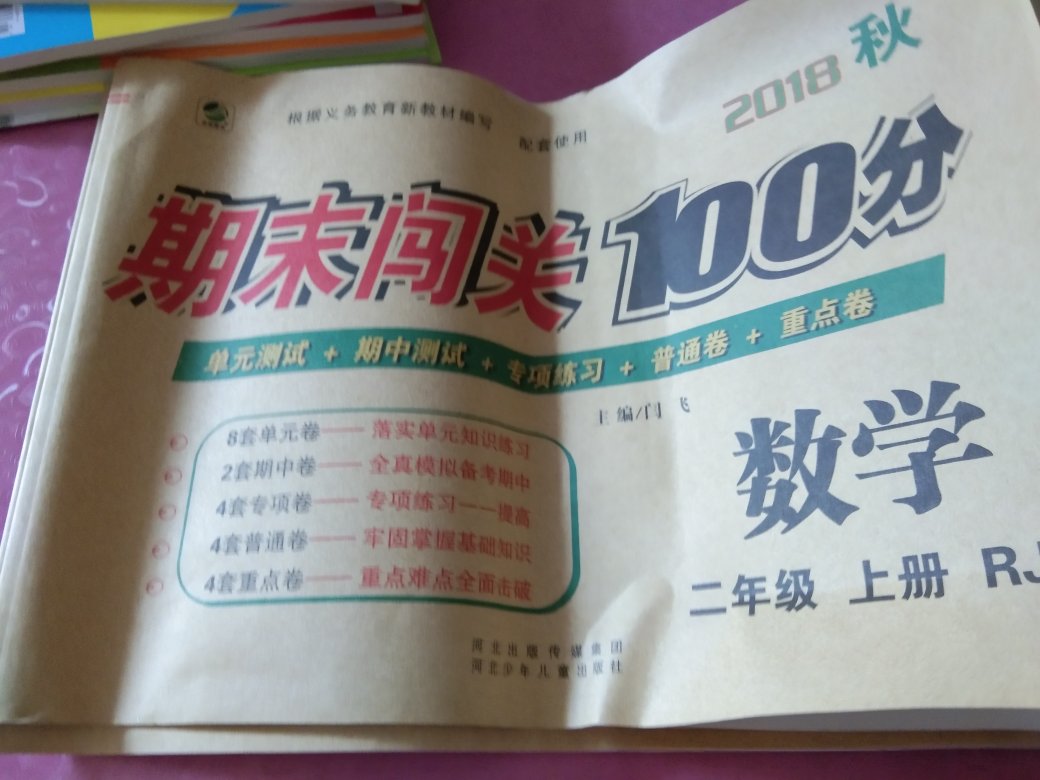 2018 秋
根据义务教育新教材编写 配套使用
期末闯关100分
单元测试 + 期中测试 + 专项练习 + 普通卷 + 重点卷
主编/闫飞
数学
8套单元卷——落实单元知识练习
2套期中卷——全真模拟备考期中
4套专项卷——专项练习一一提高
4套普通卷——牢固掌握基础知识
4套重点卷——重点难点全面击破
二年级 上册 RJ
河北出版传媒集团
河北少年儿童出版社